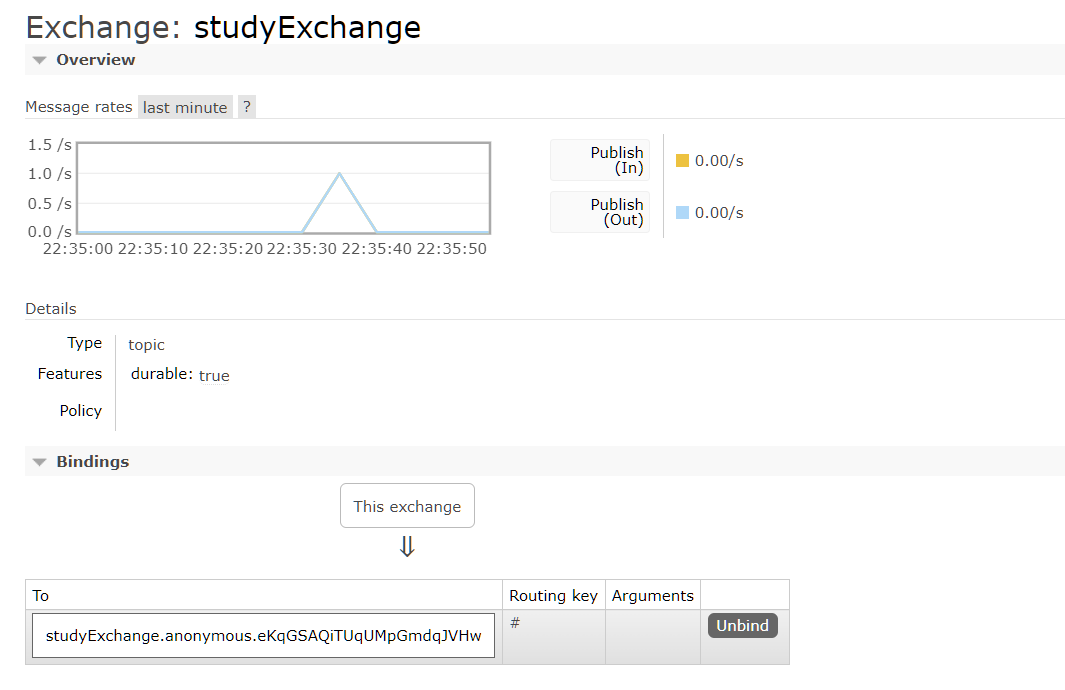 Exchange: studyExchange
Overview
Message rates last minute ?
1.5 /s
1.0 /s
0.5 /s
0.0 /s
22:35:00 22:35:10 22:35:20 22:35:30 22:35:40 22:35:50
Publish
(In)
0.00/s
Publish
(Out)
0.00/s
Details
Type topic
Features durable: true
Policy
Bindings
This exchange
⇓
To Routing key Arguments
studyExchange.anonymous.eKqGSAQiTUqUMpGmdqJVHw # Unbind